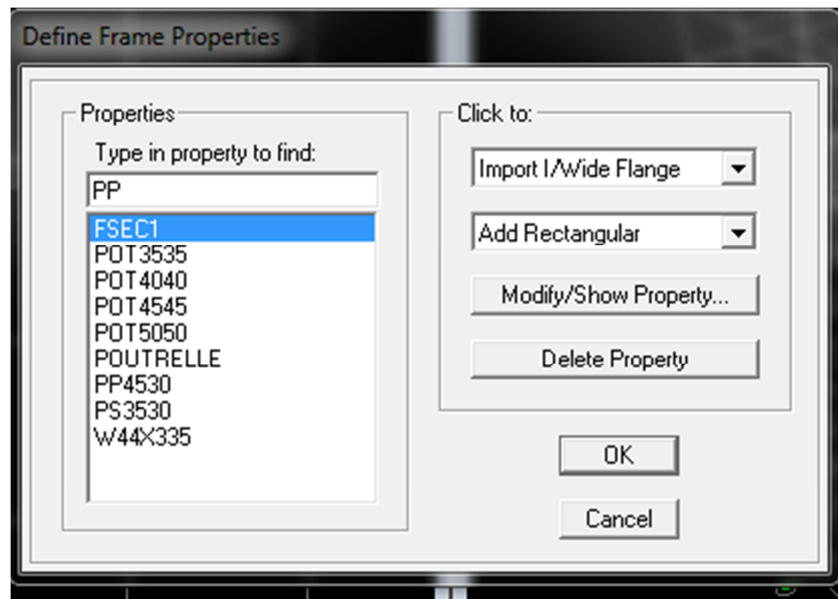 Define Frame Properties
Properties
Type in property to find:
PP
FSEC1
POT3535
POT4040
POT4545
POT5050
POUTRELLE
PP4530
PS3530
W44X335
Click to:
Import I/Wide Flange
Add Rectangular
Modify/Show Property...
Delete Property
OK
Cancel